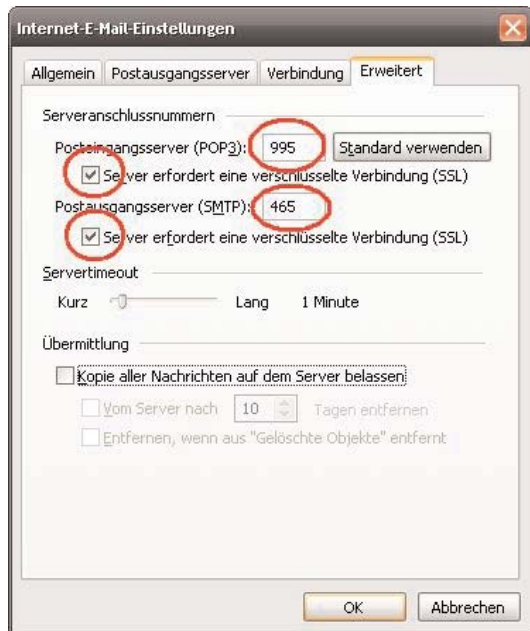 Internet-E-Mail-Einstellungen
Allgemein Postausgangsserver Verbindung Erweitert
Serveranschlussnummern
Posteingangsserver (POP3): 995 Standard verwenden
Server erfordert eine verschlüsselte Verbindung (SSL)
Postausgangsserver (SMTP): 465
Server erfordert eine verschlüsselte Verbindung (SSL)
Servertimeout
Kurz Lang 1 Minute
Übermittlung
Kopie aller Nachrichten auf dem Server belassen
Vom Server nach 10 Tagen entfernen
Entfernen, wenn aus "Gelöschte Objekte" entfernt
OK Abbrechen